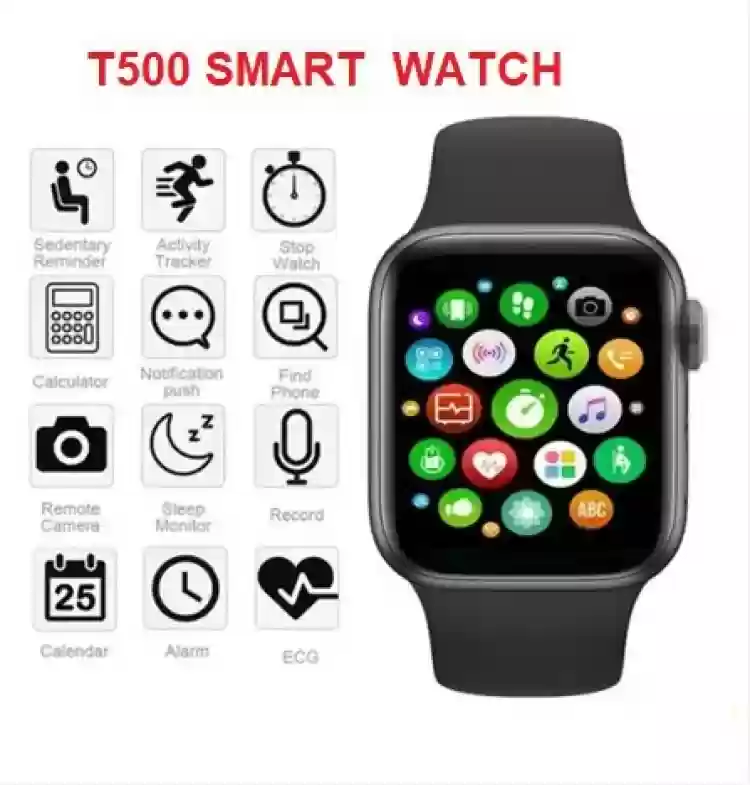 T500 SMART WATCH
Sedentary
Reminder
Activity
Tracker
Stop
Watch
Calculator
Notification
push
Find
Phone
Remote
Camera
Sleep
Monitor
Record
25
Calendar
Alarm
ECG
z z
ABC